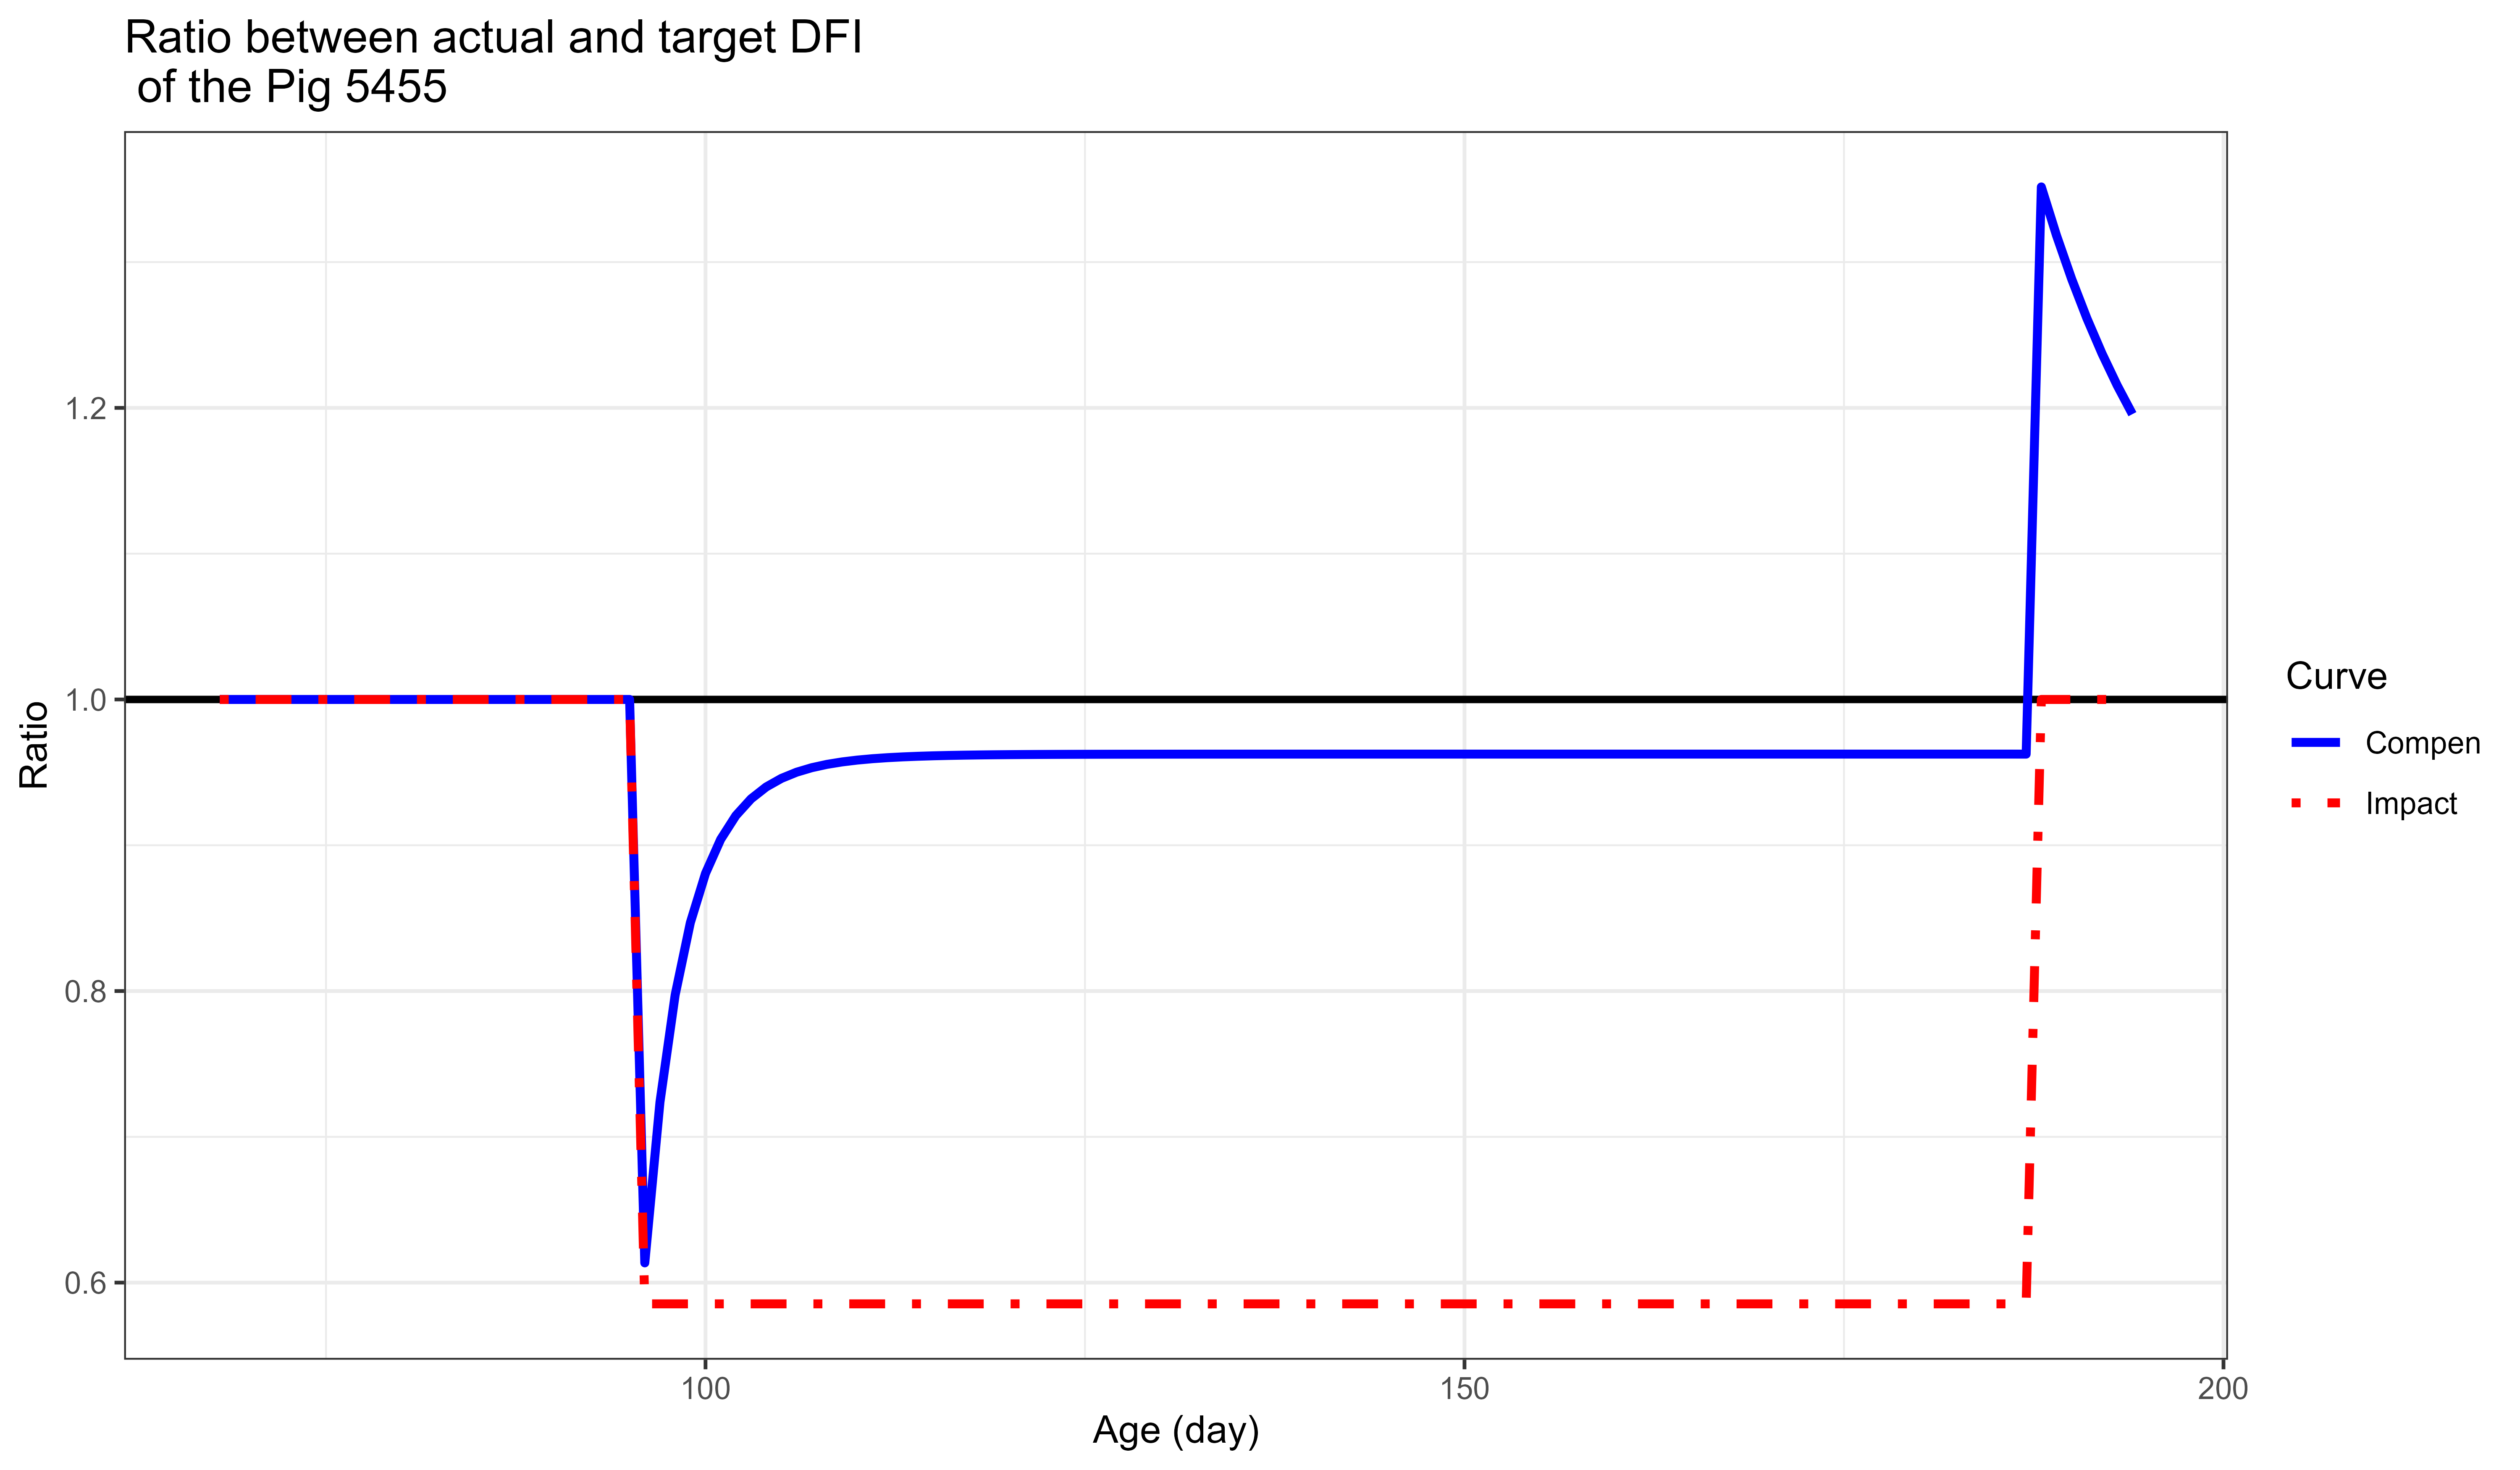 Ratio between actual and target DFI
of the Pig 5455
1.2
1.0
0.8
0.6
Ratio
100
150
200
Age (day)
Curve
Compen
Impact